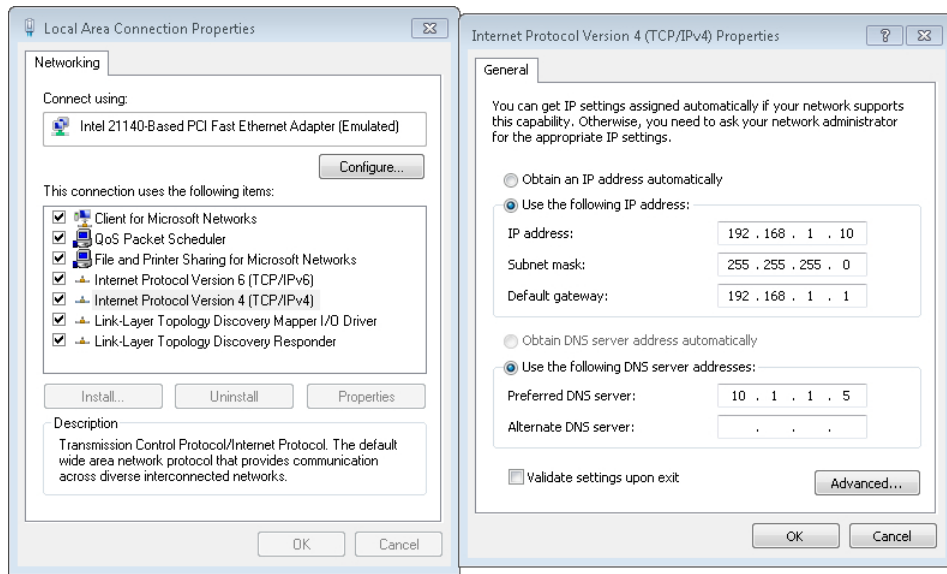 Local Area Connection Properties
Networking
Connect using:
Intel 21140-Based PCI Fast Ethernet Adapter (Emulated)
Configure...
This connection uses the following items:
Client for Microsoft Networks
QoS Packet Scheduler
File and Printer Sharing for Microsoft Networks
Internet Protocol Version 6 (TCP/IPv6)
Internet Protocol Version 4 (TCP/IPv4)
Link-Layer Topology Discovery Mapper I/O Driver
Link-Layer Topology Discovery Responder
Install... Uninstall Properties
Description
Transmission Control Protocol/Internet Protocol. The default
wide area network protocol that provides communication
across diverse interconnected networks.
OK Cancel
Internet Protocol Version 4 (TCP/IPv4) Properties
?
General
You can get IP settings assigned automatically if your network supports
this capability. Otherwise, you need to ask your network administrator
for the appropriate IP settings.
Obtain an IP address automatically
Use the following IP address:
IP address: 192 . 168 . 1 . 10
Subnet mask: 255 . 255 . 255 . 0
Default gateway: 192 . 168 . 1 . 1
Obtain DNS server address automatically
Use the following DNS server addresses:
Preferred DNS server: 10 . 1 . 1 . 5
Alternate DNS server: . . .
Validate settings upon exit
Advanced...
OK Cancel